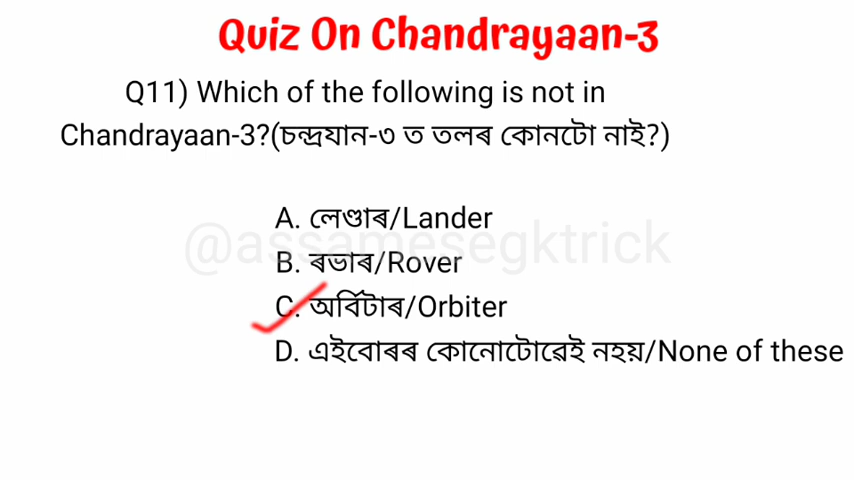 Quiz On Chandrayaan-3
Q11) Which of the following is not in
Chandrayaan-3?(চন্দ্ৰযান-৩ ত তলৰ কোনটো নাই?)
A. লেণ্ডাৰ/Lander
@assamesegktrick
B. ৰভাৰ/Rover
C. অৰ্বিটাৰ/Orbiter
D. এইবোৰৰ কোনোটোৱেই নহয়/None of these